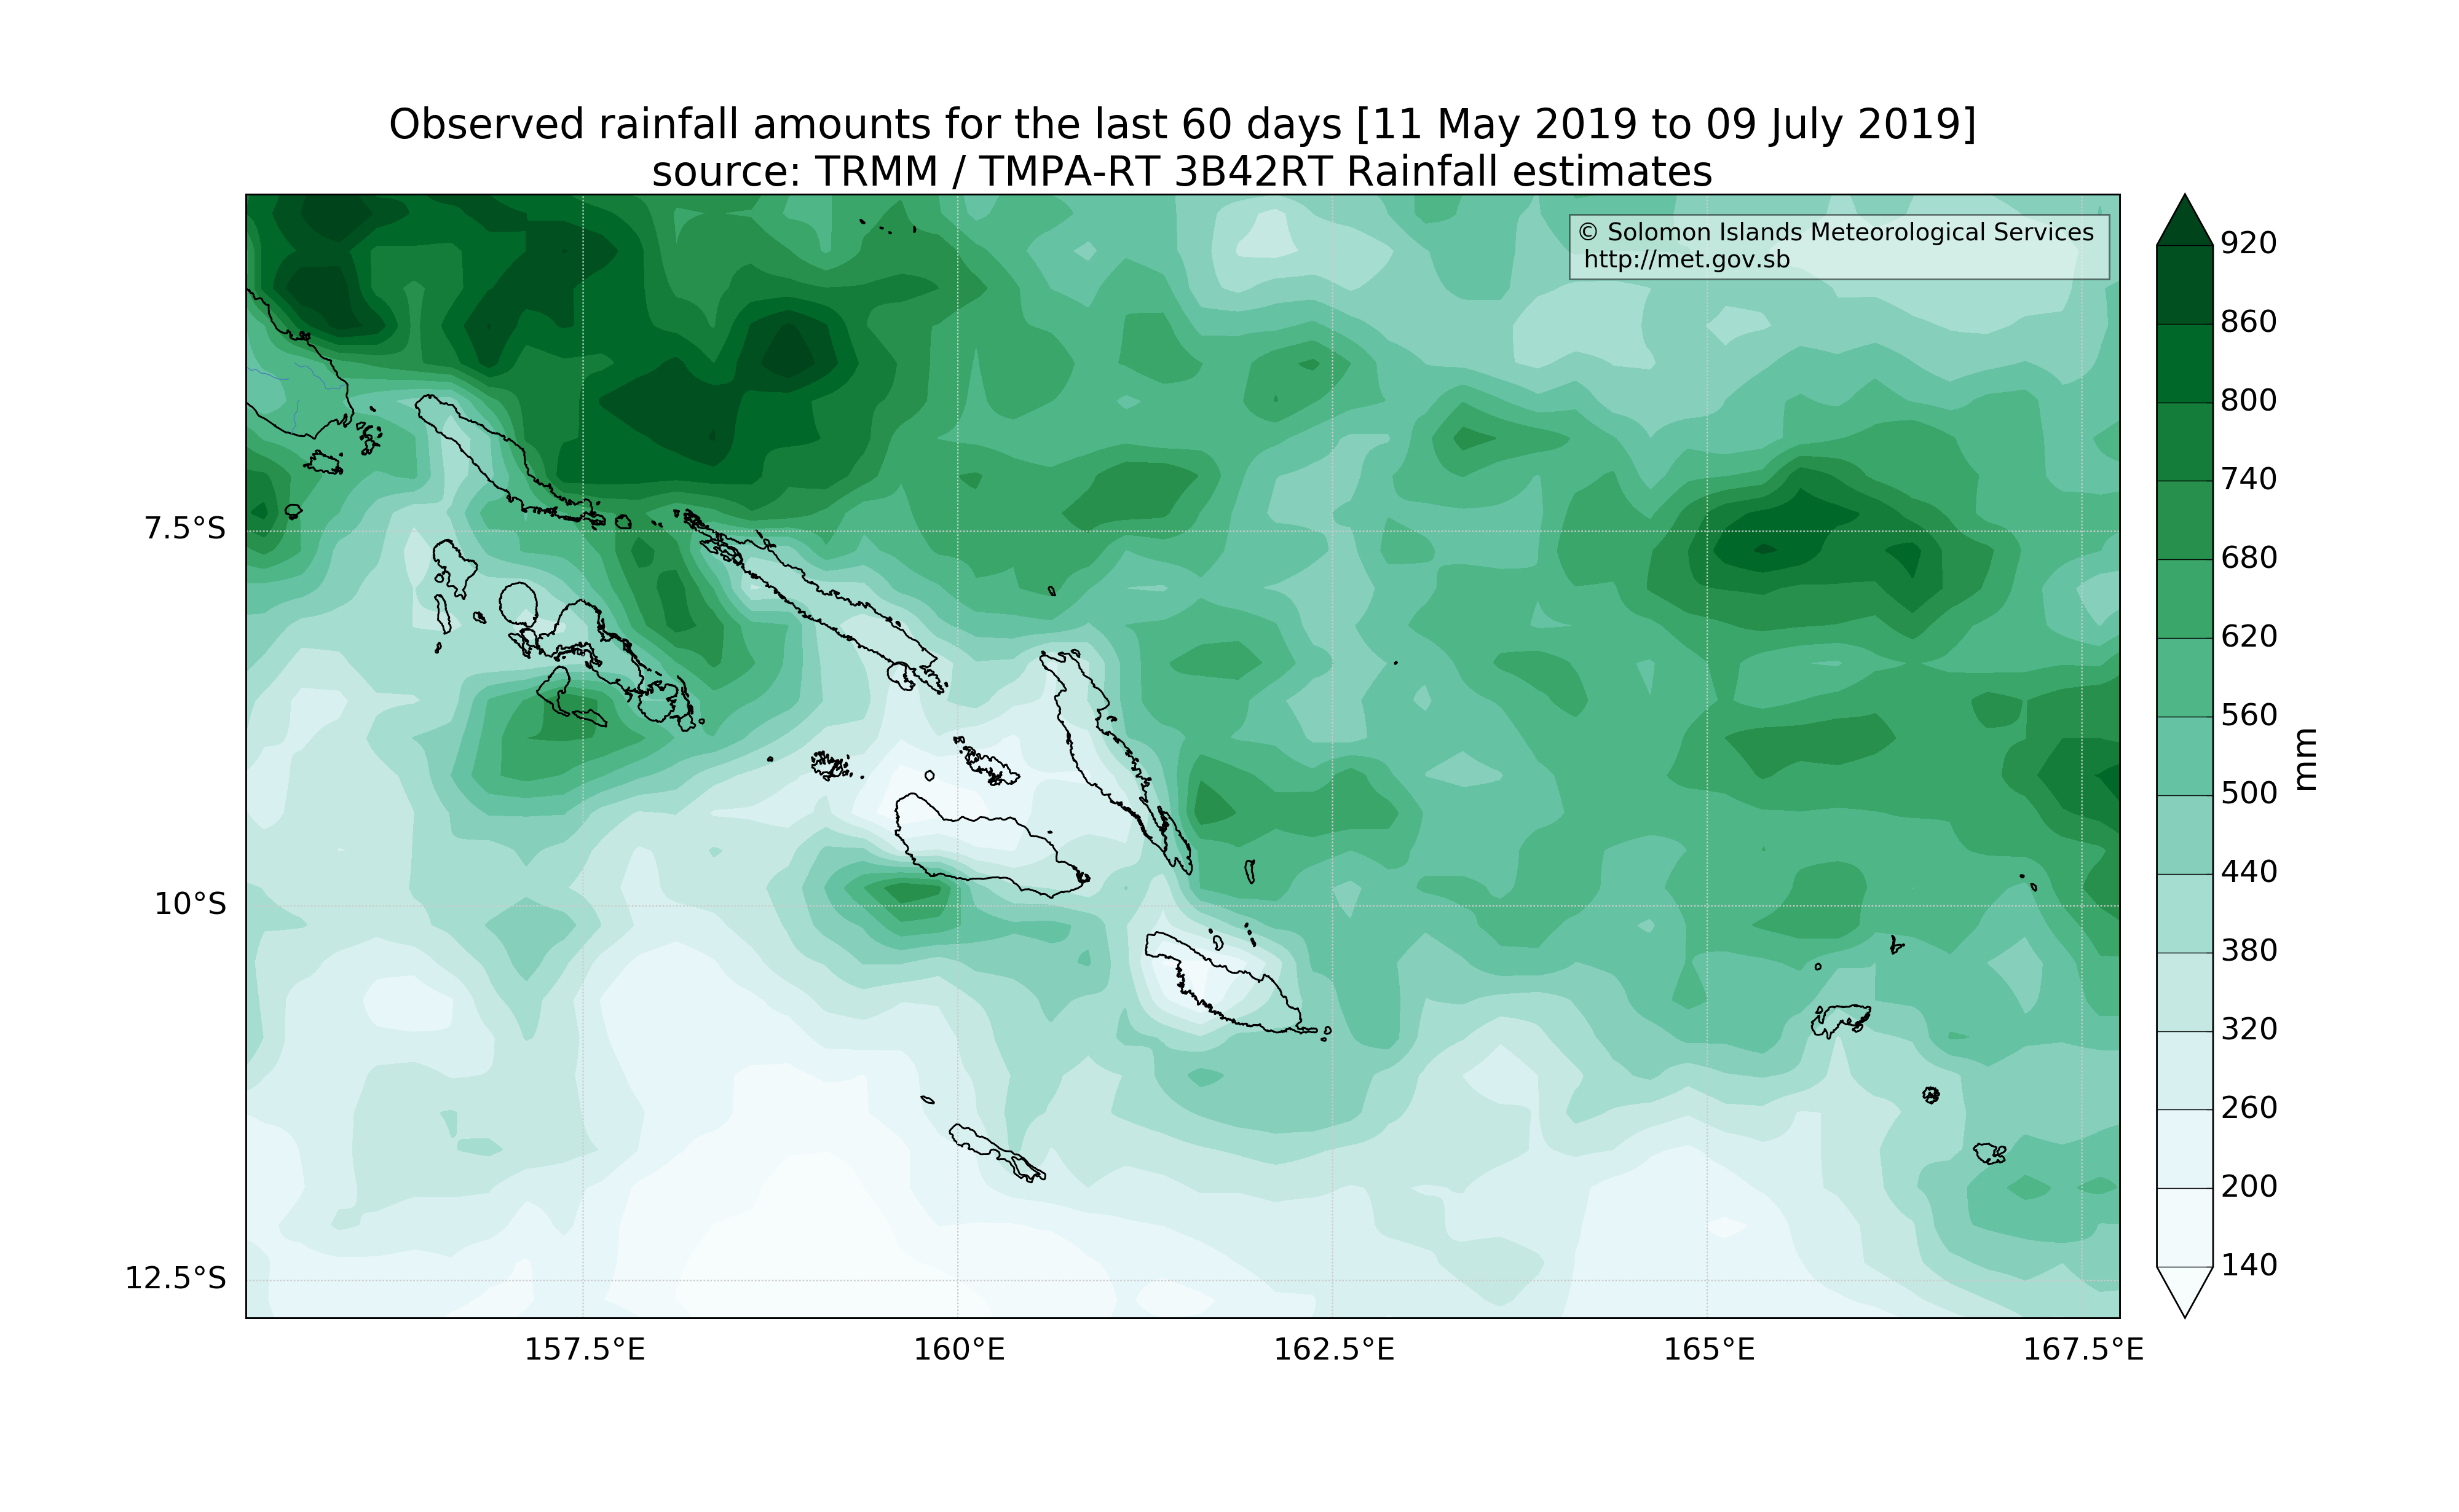 Observed rainfall amounts for the last 60 days [11 May 2019 to 09 July 2019]
source: TRMM / TMPA-RT 3B42RT Rainfall estimates
© Solomon Islands Meteorological Services
http://met.gov.sb
920
860
800
740
680
620
560
500
440
380
320
260
200
140
mm
7.5°S
10°S
12.5°S
157.5°E
160°E
162.5°E
165°E
167.5°E